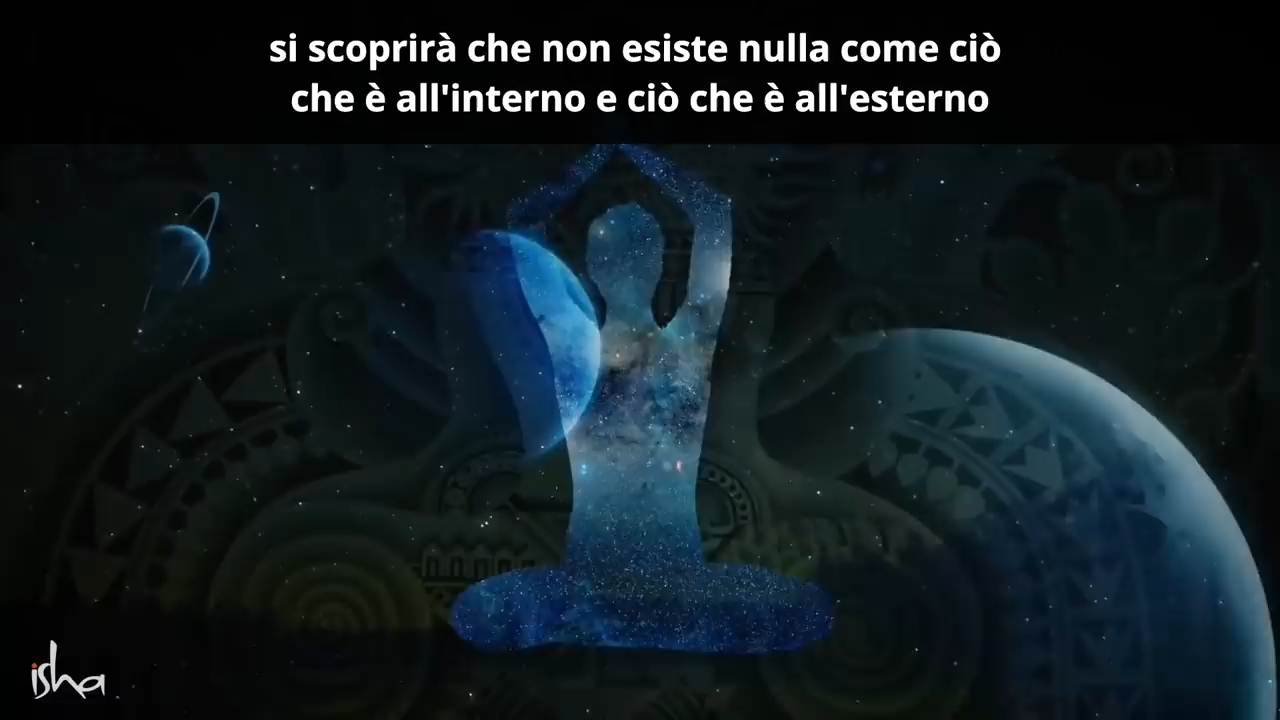 si scoprirà che non esiste nulla come ciò
che è all'interno e ciò che è all'esterno
isha